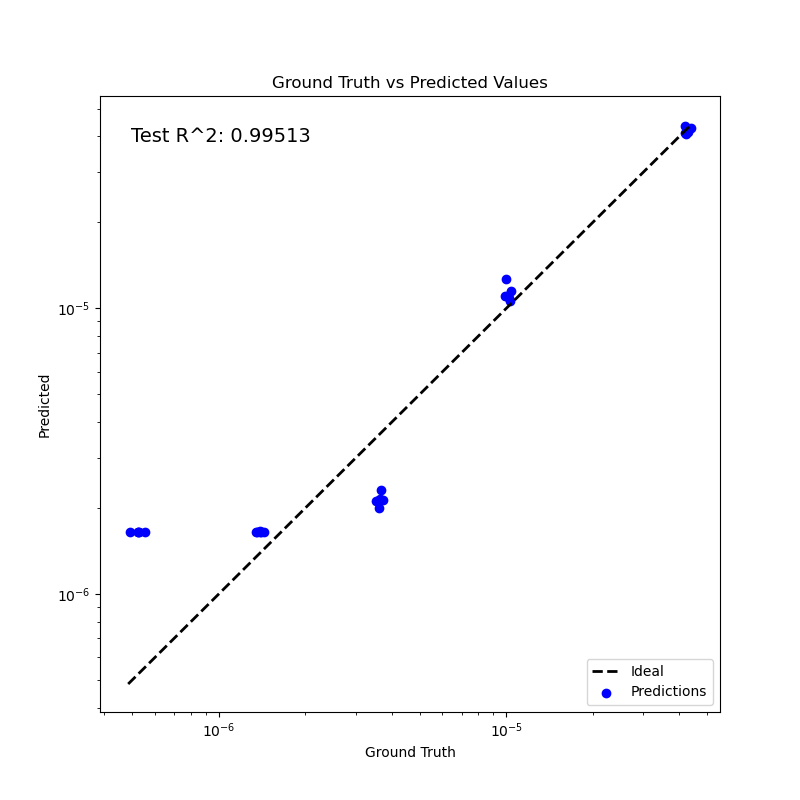 Ground Truth vs Predicted Values
Test R^2: 0.99513
Predicted
10⁻⁵
10⁻⁶
10⁻⁶
10⁻⁵
Ground Truth
Ideal
Predictions